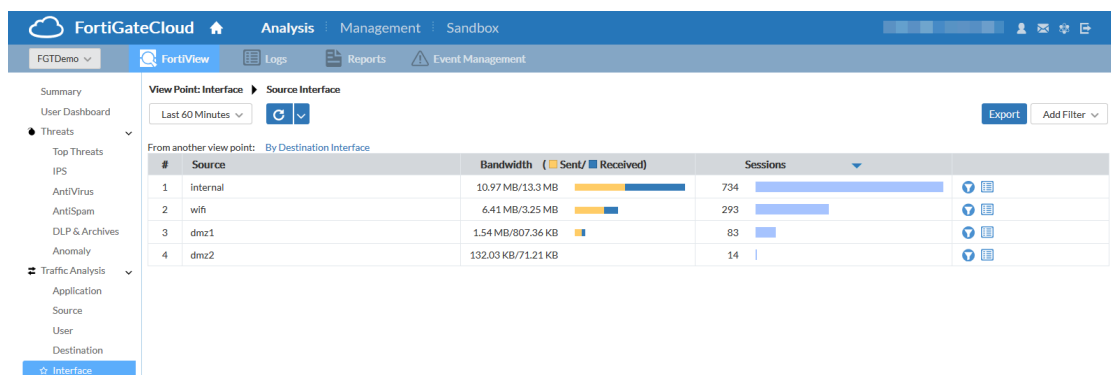 FortiGateCloud Analysis Management Sandbox
FGTDemo FortiView Logs Reports Event Management
Summary
User Dashboard
Threats
Top Threats
IPS
AntiVirus
AntiSpam
DLP & Archives
Anomaly
Traffic Analysis
Application
Source
User
Destination
Interface
View Point: Interface Source Interface
Last 60 Minutes Export Add Filter
From another view point: By Destination Interface
# Source Bandwidth ( Sent/ Received) Sessions
1 internal 10.97 MB/13.3 MB 734
2 wifi 6.41 MB/3.25 MB 293
3 dmz1 1.54 MB/807.36 KB 83
4 dmz2 132.03 KB/71.21 KB 14